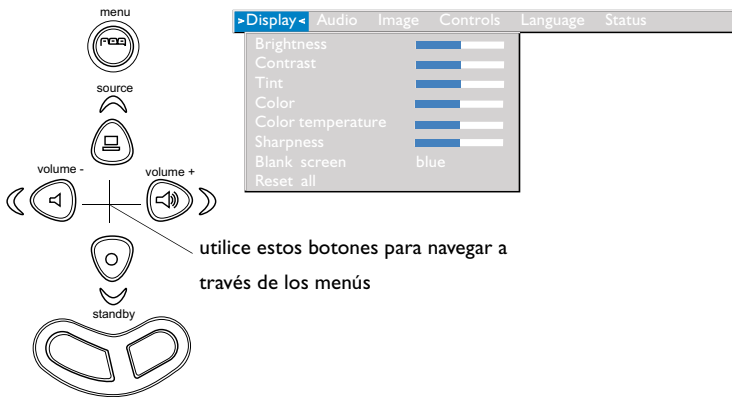 menu
source
volume -
volume +
standby
>Display< Audio Image Controls Language Status
Brightness
Contrast
Tint
Color
Color temperature
Sharpness
Blank screen blue
Reset all
utilice estos botones para navegar a
través de los menús